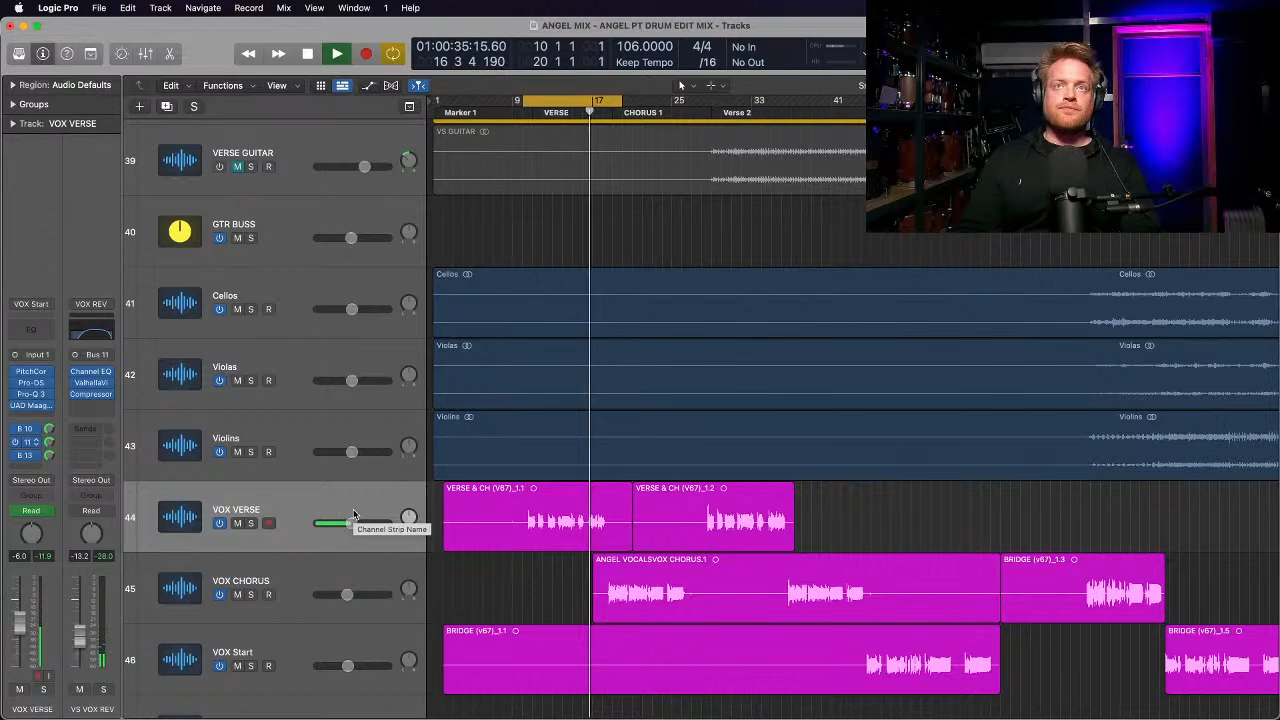 Logic Pro File Edit Track Navigate Record Mix View Window 1 Help
ANGEL MIX - ANGEL PT DRUM EDIT MIX - Tracks
01:00:35:15.60 10 1 1 106.0000 4/4 No In
16 3 4 190 20 1 1 Keep Tempo /16 No Out
CPU
HD
Region: Audio Defaults
Edit Functions View
Groups
Track: VOX VERSE
S
1 9 17 25 33 41
Marker 1 VERSE CHORUS 1 Verse 2
VS GUITAR
39 VERSE GUITAR
M S R
40 GTR BUSS
M S
41 Cellos
M S R
Cellos Cellos
42 Violas
M S R
Violas Violas
43 Violins
M S R
Violins Violins
44 VOX VERSE
M S R
Channel Strip Name
VERSE & CH (V67)_1.1 VERSE & CH (V67)_1.2
45 VOX CHORUS
M S R
ANGEL VOCALSVOX CHORUS.1 BRIDGE (v67)_1.3
46 VOX Start
M S R
BRIDGE (v67)_1.1 BRIDGE (v67)_1.5
VOX Start VOX REV
EQ
Input 1 Bus 11
PitchCor Channel EQ
Pro-DS ValhallaVi
Pro-Q 3 Compressor
UAD Maag...
B 10 Sends
11
B 13
Stereo Out Stereo Out
Group Group
Read Read
-6.0 -11.9 -13.2 -28.0
R I
M S M S
VOX VERSE VS VOX REV